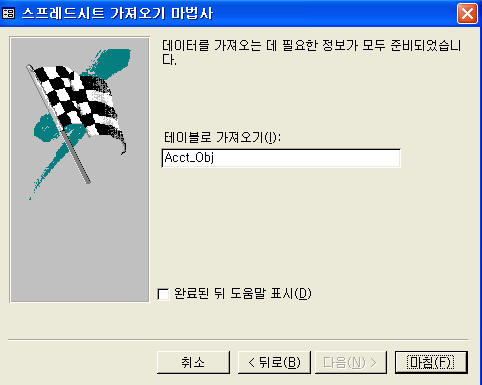 스프레드시트 가져오기 마법사
데이터를 가져오는 데 필요한 정보가 모두 준비되었습니
다.
테이블로 가져오기(I):
Acct_Obj
완료된 뒤 도움말 표시(D)
취소
< 뒤로(B)
다음(N) >
마침(F)